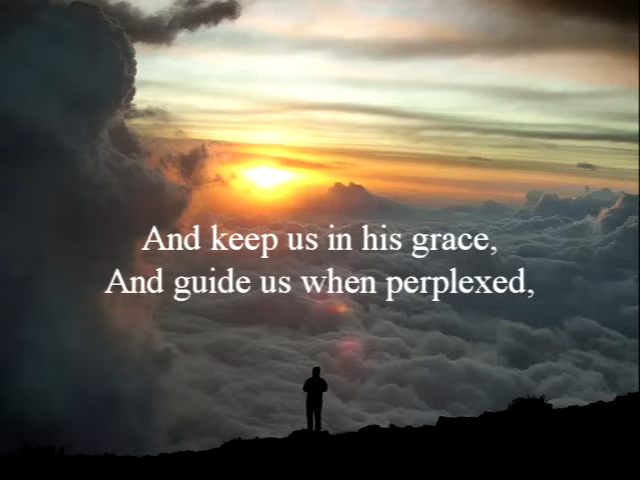 And keep us in his grace,
And guide us when perplexed,